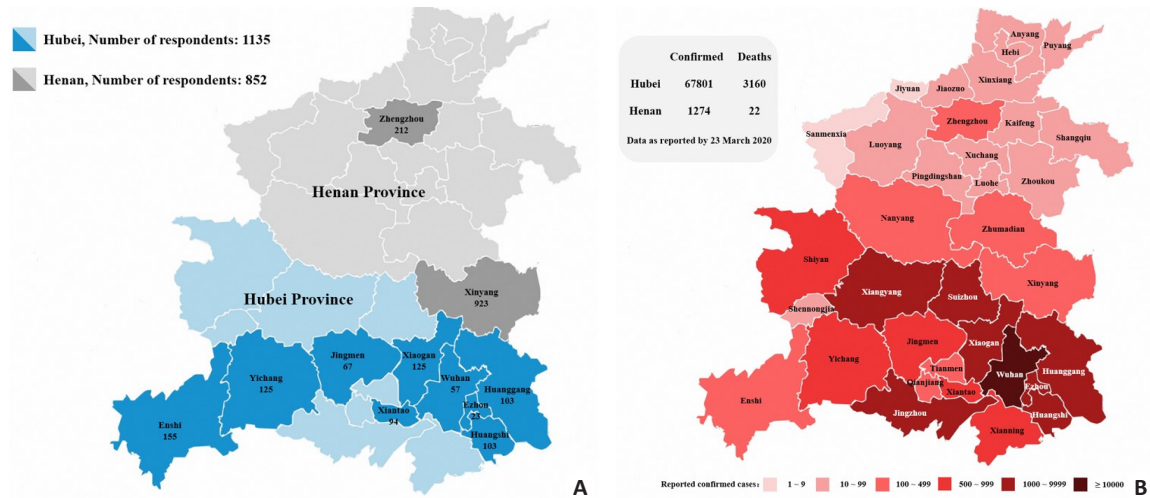 Hubei, Number of respondents: 1135
Henan, Number of respondents: 852
Zhengzhou
212
Henan Province
Hubei Province
Xinyang
923
Jingmen
67
Xiaogan
125
Yichang
125
Wuhan
57
Huanggang
103
Ezhou
23
Xiantao
94
Enshi
155
Huangshi
103
A
Confirmed Deaths
Hubei 67801 3160
Henan 1274 22
Data as reported by 23 March 2020
Anyang
Puyang
Hebi
Xinxiang
Jiyuan
Jiaozuo
Zhengzhou
Kaifeng
Sanmenxia
Shangqiu
Luoyang
Xuchang
Pingdingshan
Luohe
Zhoukou
Nanyang
Zhumadian
Shiyan
Xinyang
Xiangyang
Suizhou
Shennongjia
Jingmen
Xiaogan
Yichang
Tianmen
Wuhan
Huanggang
Qianjiang
Xiantao
Ezhou
Enshi
Jingzhou
Huangshi
Xianning
Reported confirmed cases: 1 ~ 9 10 ~ 99 100 ~ 499 500 ~ 999 1000 ~ 9999 ≥ 10000
B